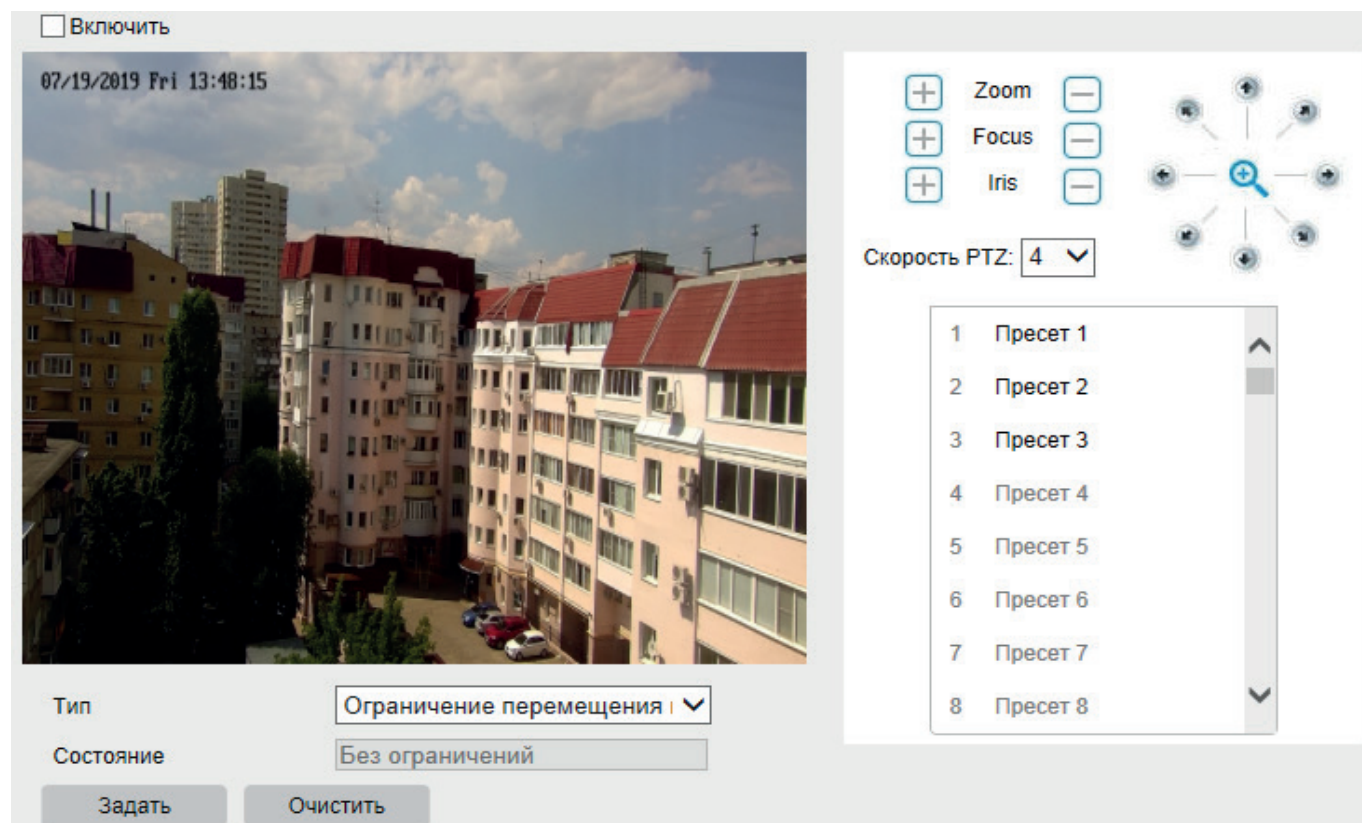 Включить
07/19/2019 Fri 13:48:15
Zoom
Focus
Iris
Скорость PTZ: 4
1 Пресет 1
2 Пресет 2
3 Пресет 3
4 Пресет 4
5 Пресет 5
6 Пресет 6
7 Пресет 7
8 Пресет 8
Тип Ограничение перемещения
Состояние Без ограничений
Задать Очистить